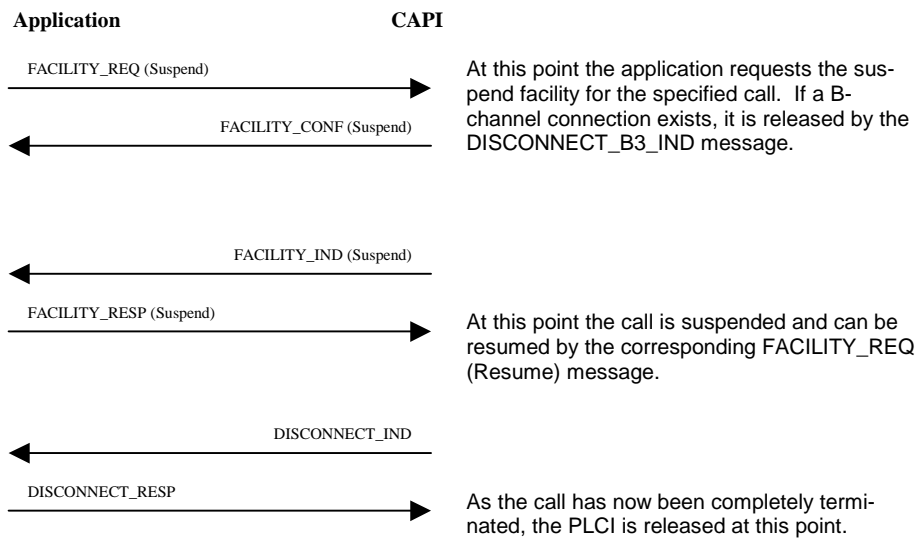 Application CAPI
FACILITY_REQ (Suspend)
At this point the application requests the sus-
pend facility for the specified call. If a B-
channel connection exists, it is released by the
DISCONNECT_B3_IND message.
FACILITY_CONF (Suspend)
FACILITY_IND (Suspend)
FACILITY_RESP (Suspend)
At this point the call is suspended and can be
resumed by the corresponding FACILITY_REQ
(Resume) message.
DISCONNECT_IND
DISCONNECT_RESP
As the call has now been completely termi-
nated, the PLCI is released at this point.